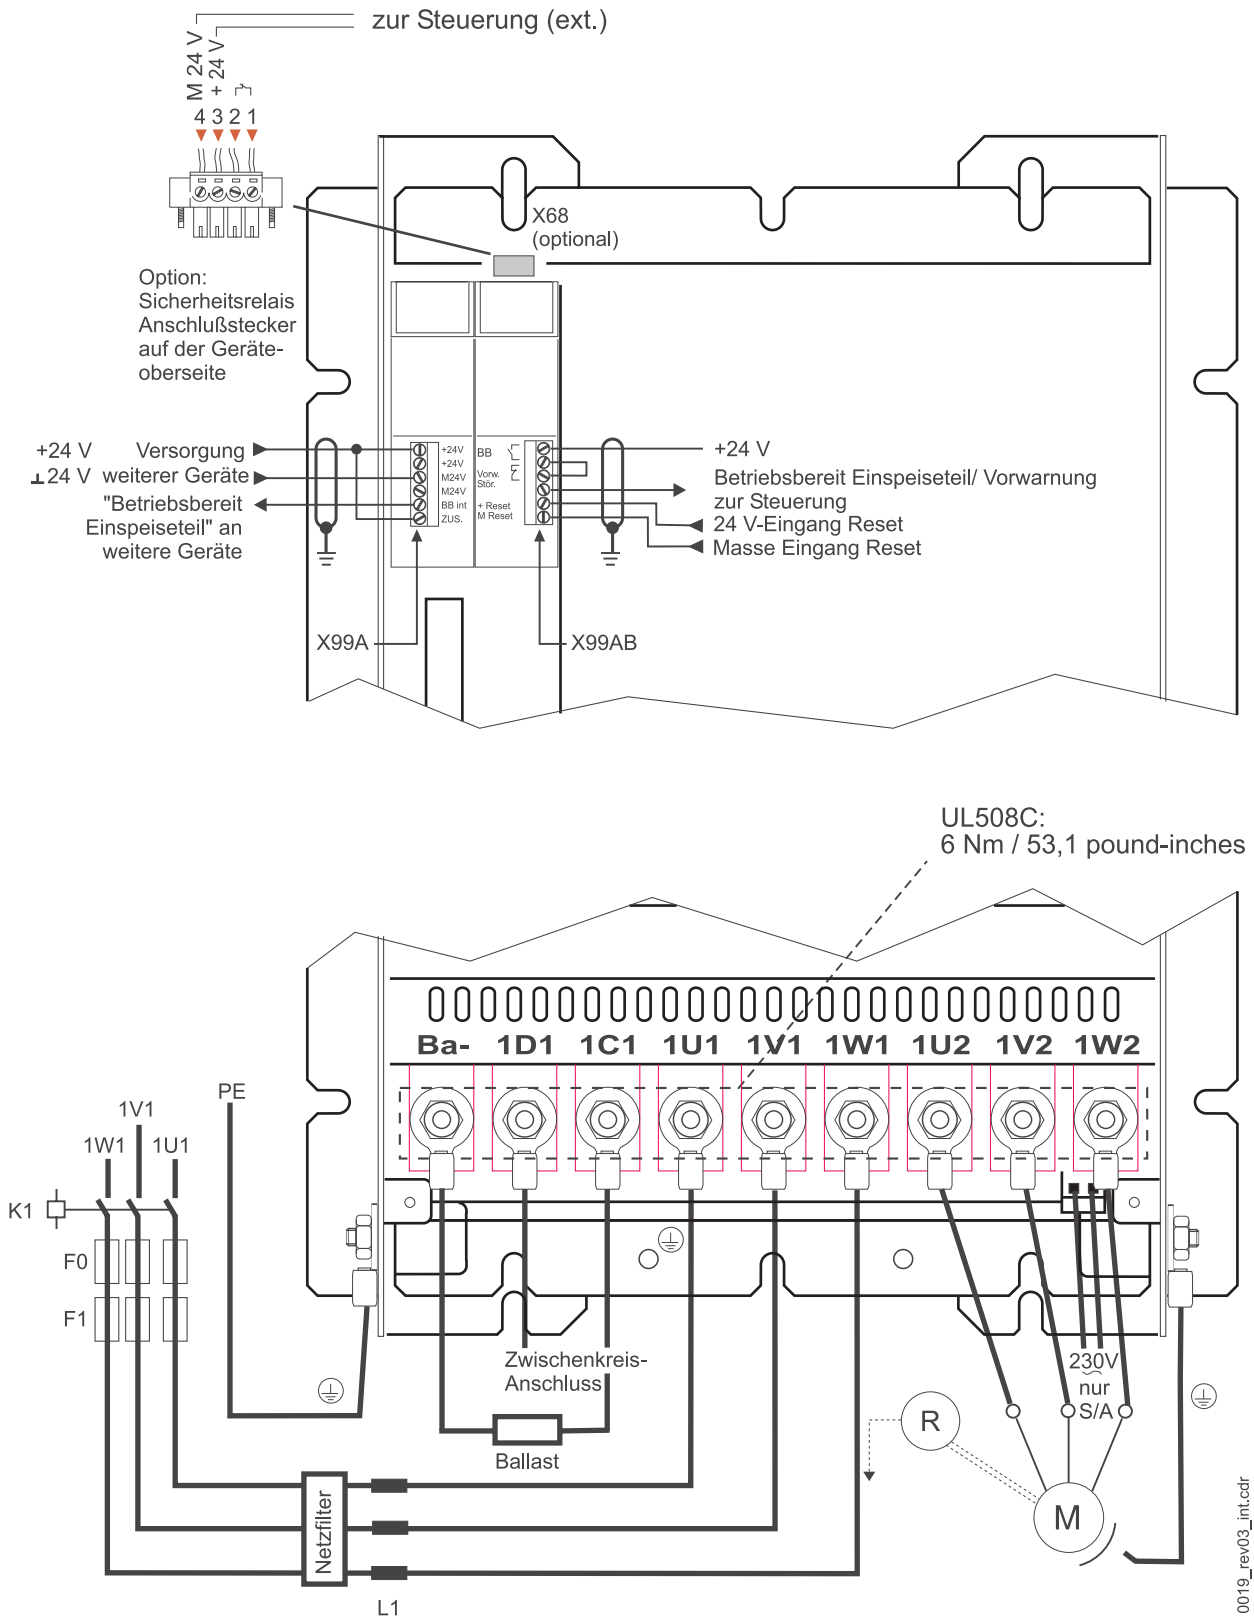 zur Steuerung (ext.)
M 24 V
+ 24 V
4 3 2 1
X68
(optional)
Option:
Sicherheitsrelais
Anschlußstecker
auf der Geräte-
oberseite
+24 V Versorgung
24 V weiterer Geräte
"Betriebsbereit
Einspeiseteil" an
weitere Geräte
+24V
+24V
M24V
M24V
BB int
ZUS.
BB
Vorw.
Stör.
+ Reset
M Reset
+24 V
Betriebsbereit Einspeiseteil/ Vorwarnung
zur Steuerung
24 V-Eingang Reset
Masse Eingang Reset
X99A
X99AB
UL508C:
6 Nm / 53,1 pound-inches
Ba- 1D1 1C1 1U1 1V1 1W1 1U2 1V2 1W2
PE
1V1
1W1 1U1
K1
F0
F1
Zwischenkreis-
Anschluss
230V
nur
S/A
R
Ballast
Netzfilter
M
L1
0019_rev03_int.cdr